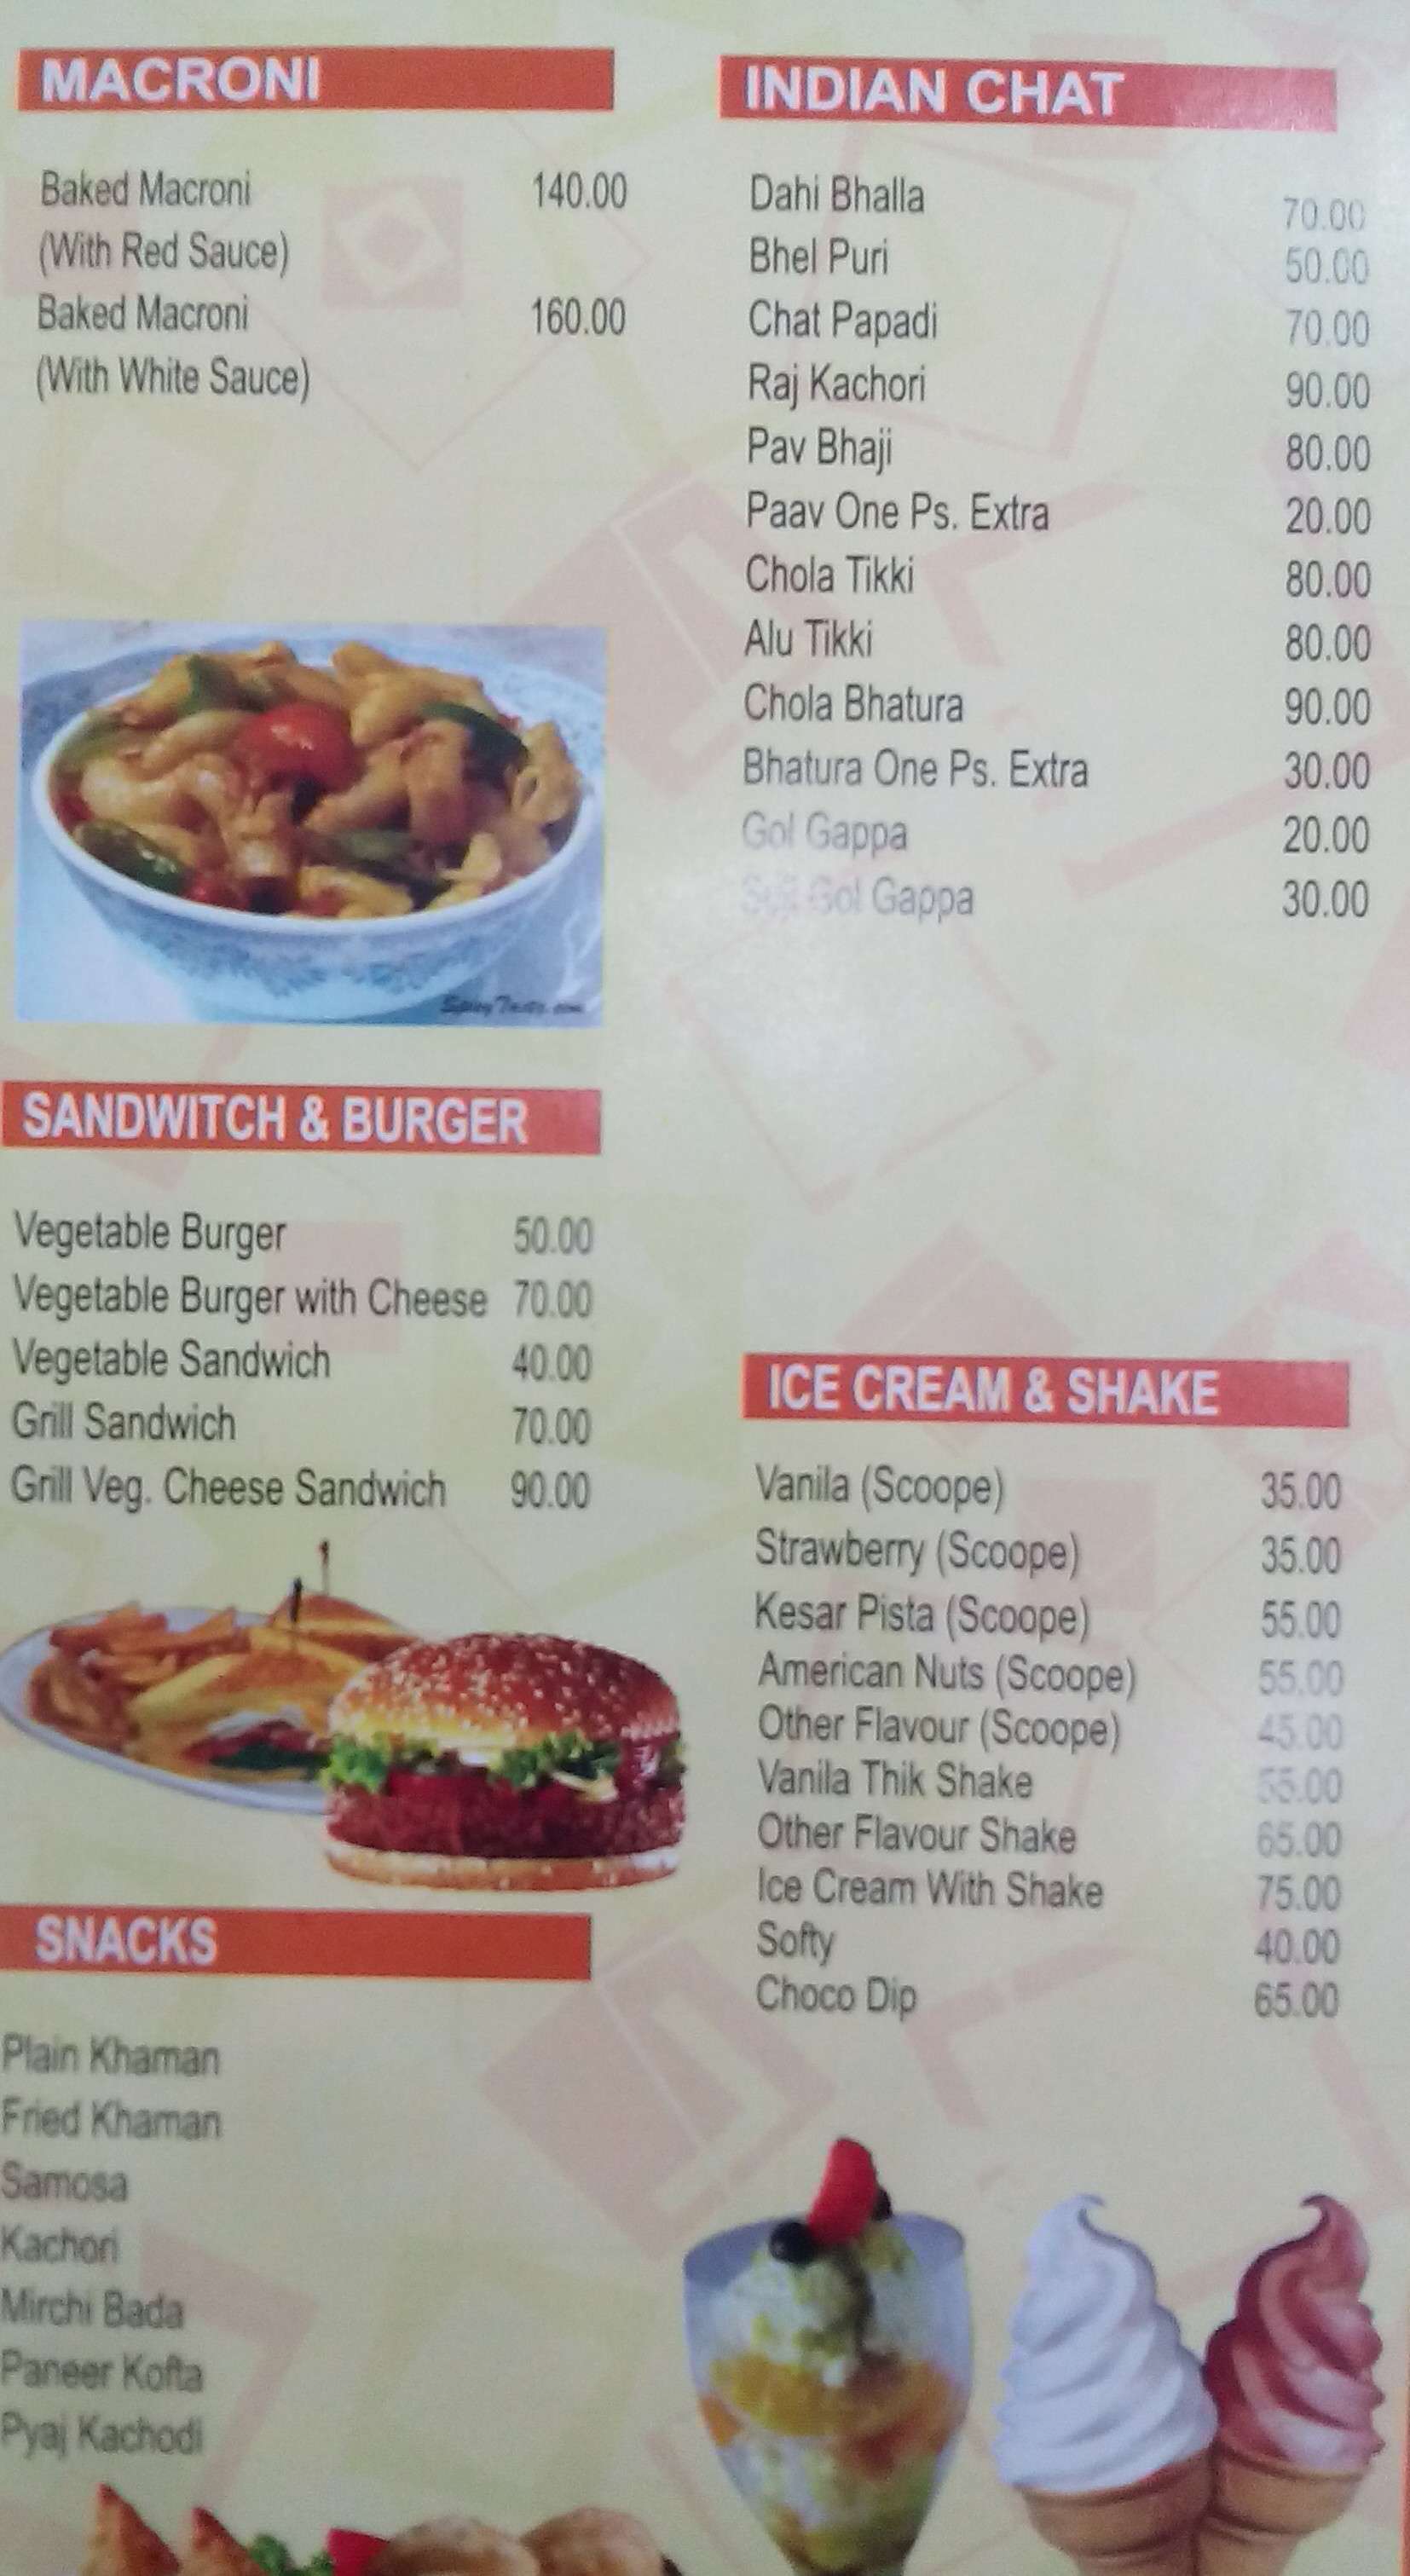 MACRONI
Baked Macroni 140.00
(With Red Sauce)
Baked Macroni 160.00
(With White Sauce)
SANDWITCH & BURGER
Vegetable Burger 50.00
Vegetable Burger with Cheese 70.00
Vegetable Sandwich 40.00
Grill Sandwich 70.00
Grill Veg. Cheese Sandwich 90.00
SNACKS
Plain Khaman
Fried Khaman
Samosa
Kachori
Mirchi Bada
Paneer Kofta
Pyaj Kachodi
INDIAN CHAT
Dahi Bhalla 70.00
Bhel Puri 50.00
Chat Papadi 70.00
Raj Kachori 90.00
Pav Bhaji 80.00
Paav One Ps. Extra 20.00
Chola Tikki 80.00
Alu Tikki 80.00
Chola Bhatura 90.00
Bhatura One Ps. Extra 30.00
Gol Gappa 20.00
Gol Gappa 30.00
ICE CREAM & SHAKE
Vanila (Scoope) 35.00
Strawberry (Scoope) 35.00
Kesar Pista (Scoope) 55.00
American Nuts (Scoope) 55.00
Other Flavour (Scoope) 45.00
Vanila Thik Shake 55.00
Other Flavour Shake 65.00
Ice Cream With Shake 75.00
Softy 40.00
Choco Dip 65.00